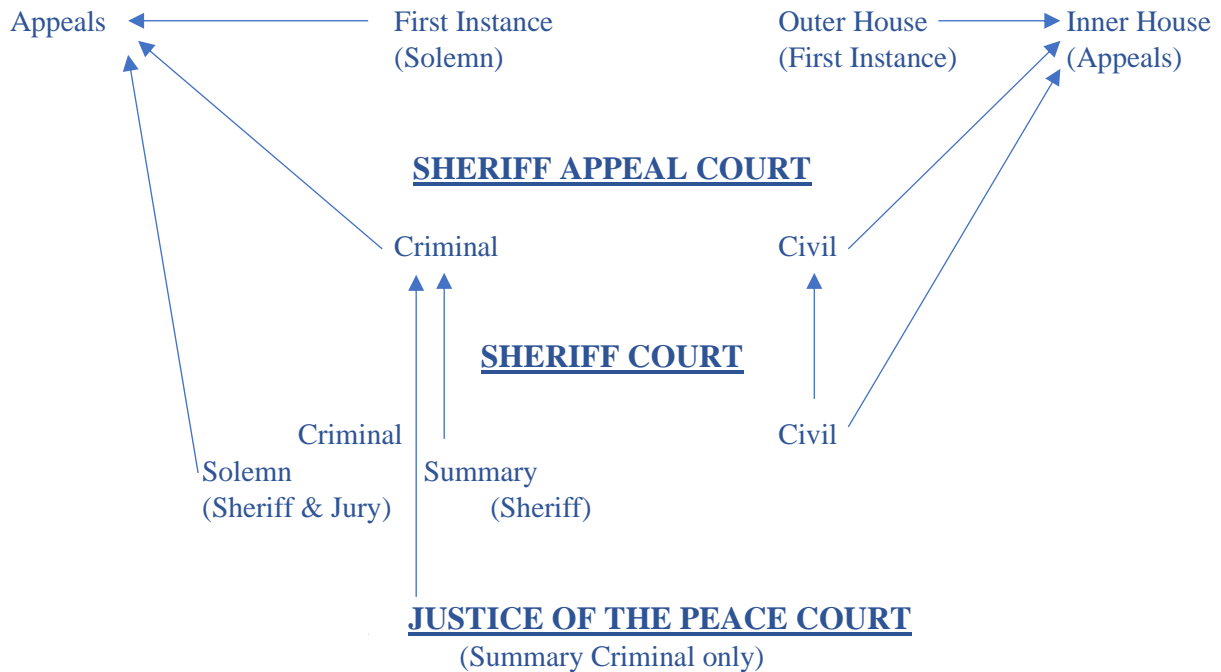 Appeals First Instance Outer House Inner House
(Solemn) (First Instance) (Appeals)
SHERIFF APPEAL COURT
Criminal Civil
SHERIFF COURT
Criminal Civil
Solemn Summary
(Sheriff & Jury) (Sheriff)
JUSTICE OF THE PEACE COURT
(Summary Criminal only)